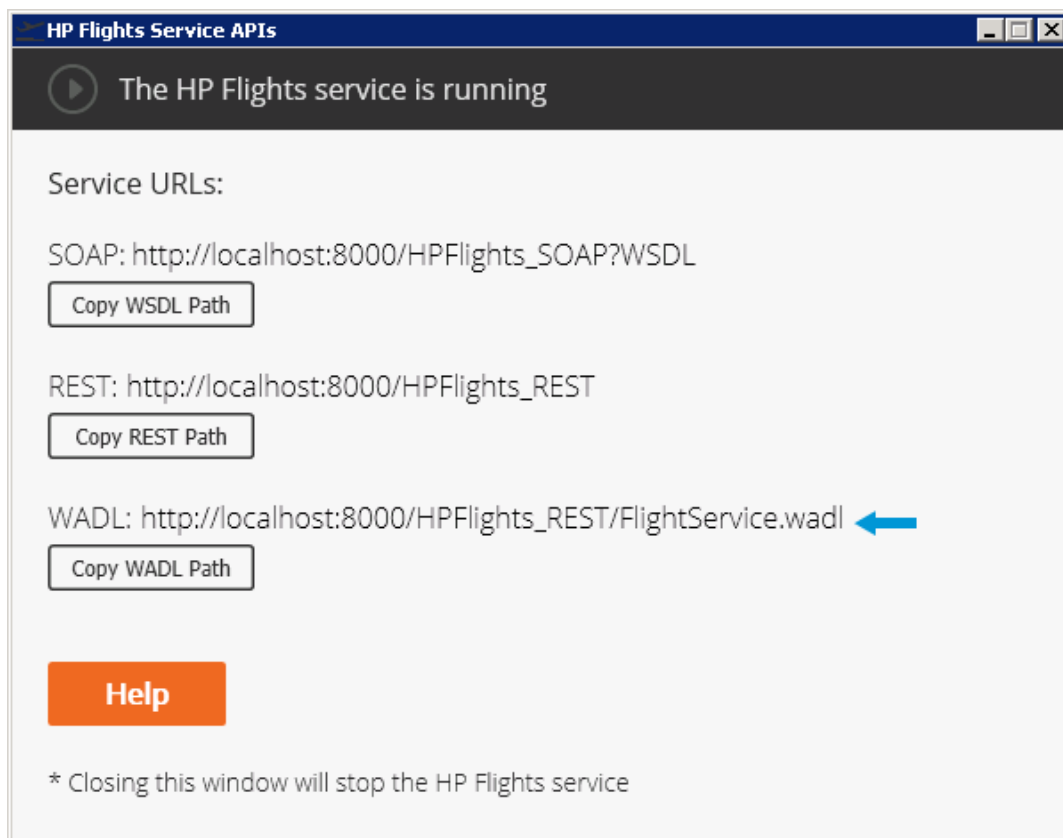 HP Flights Service APIs
The HP Flights service is running
Service URLs:
SOAP: http://localhost:8000/HPFlights_SOAP?WSDL
Copy WSDL Path
REST: http://localhost:8000/HPFlights_REST
Copy REST Path
WADL: http://localhost:8000/HPFlights_REST/FlightService.wadl
Copy WADL Path
Help
* Closing this window will stop the HP Flights service